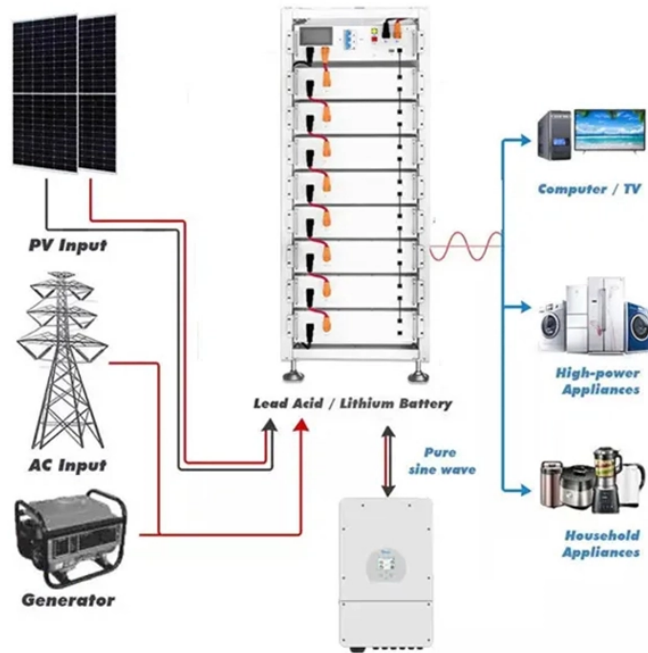 PV Input
AC Input
Generator
Lead Acid / Lithium Battery
Pure
sine wave
Computer / TV
High-power
Appliances
Household
Appliances